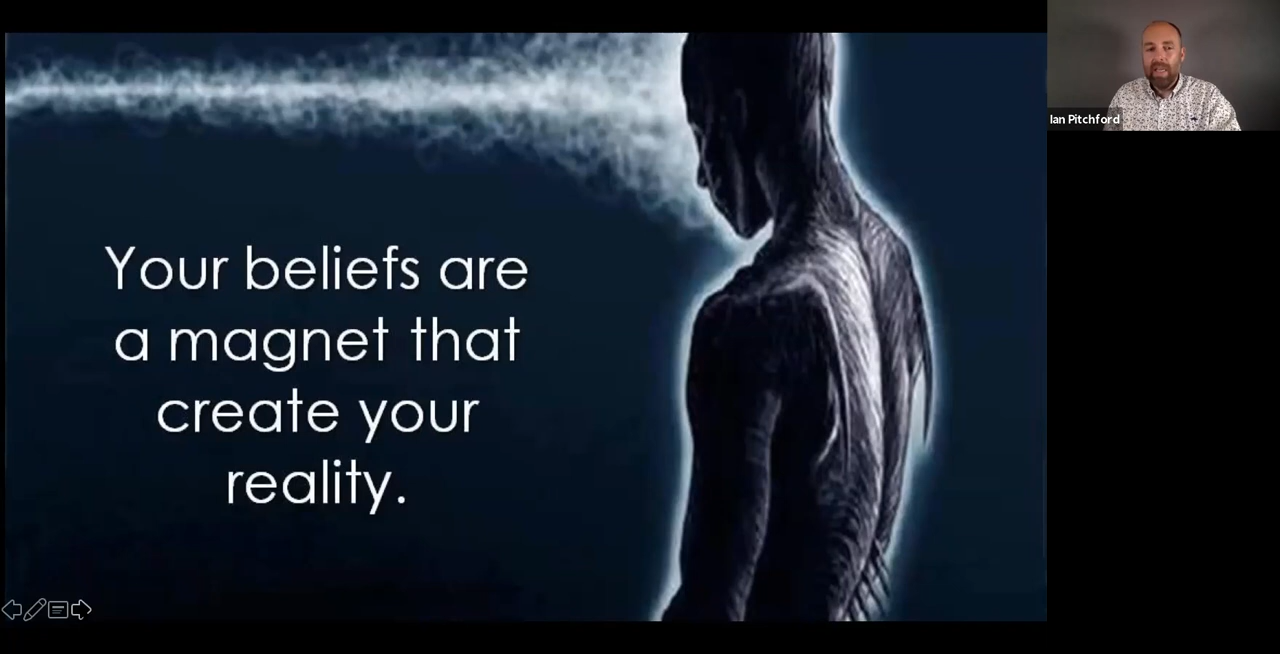 Your beliefs are
a magnet that
create your
reality.
Ian Pitchford